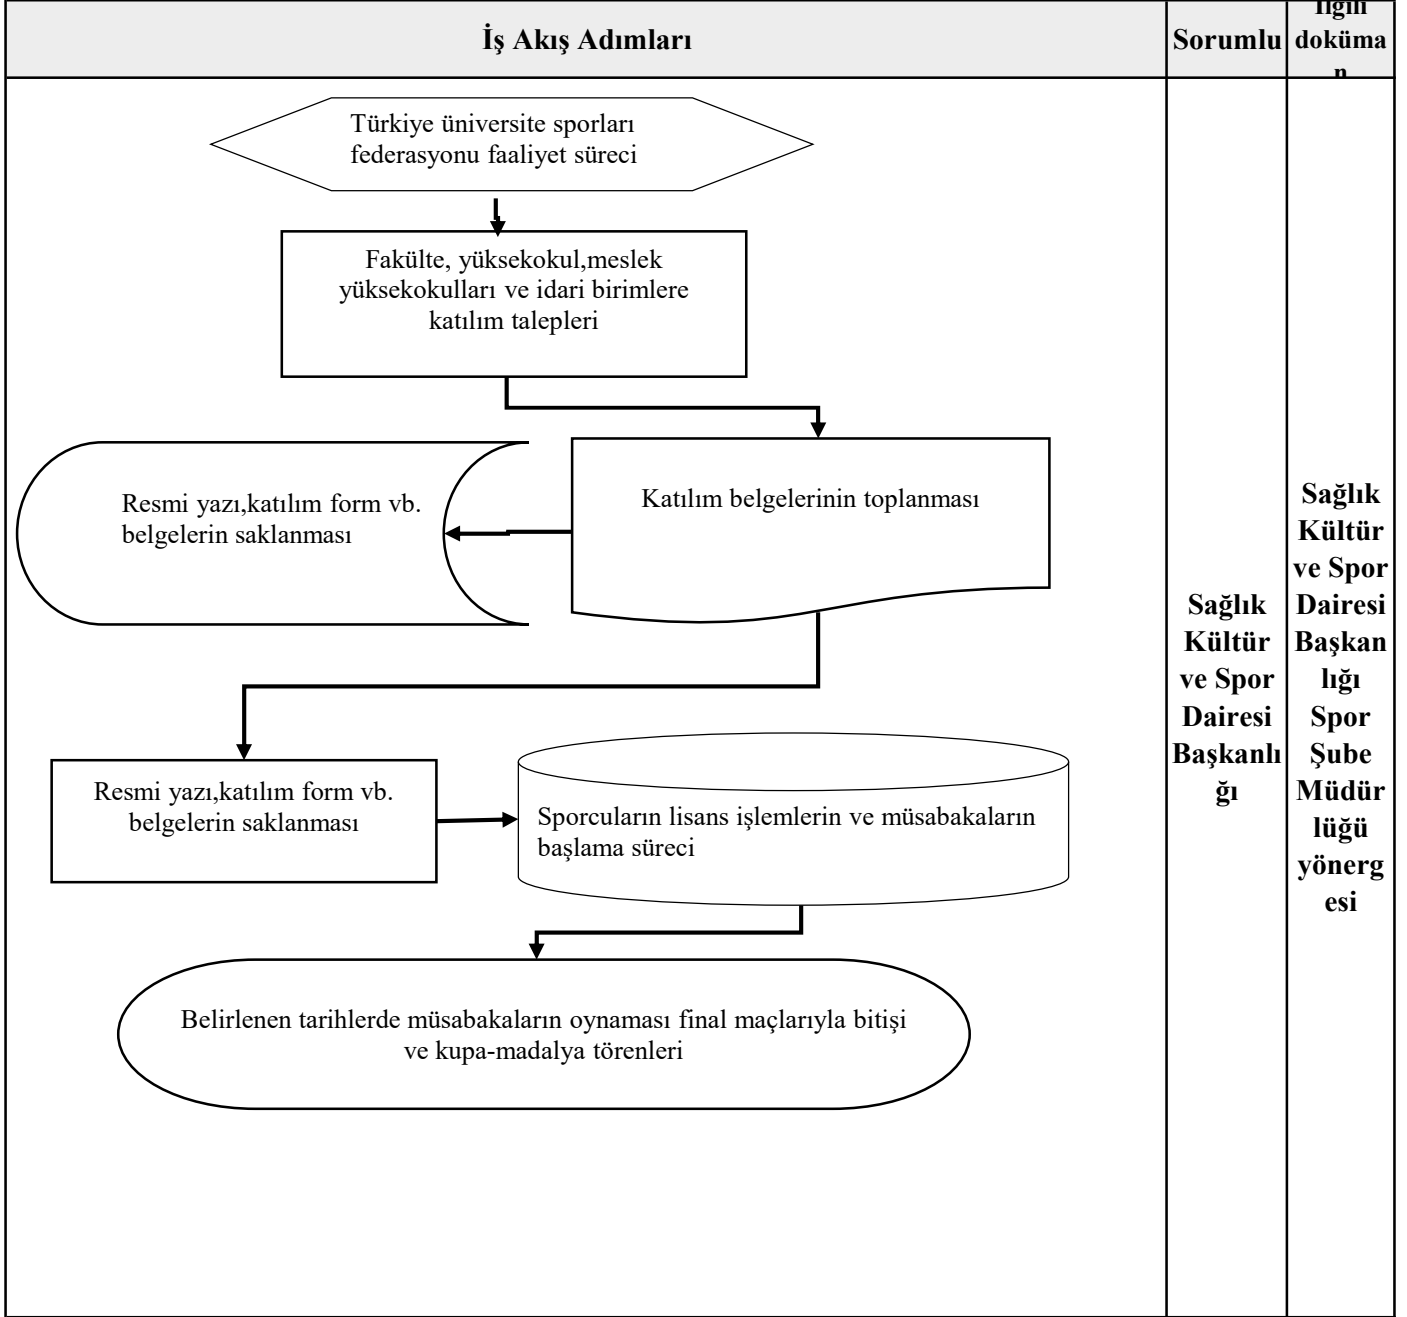 İş Akış Adımları
Sorumlu
İlgili
doküma
n
Türkiye üniversite sporları
federasyonu faaliyet süreci
Fakülte, yüksekokul,meslek
yüksekokulları ve idari birimlere
katılım talepleri
Resmi yazı,katılım form vb.
belgelerin saklanması
Katılım belgelerinin toplanması
Resmi yazı,katılım form vb.
belgelerin saklanması
Sporcuların lisans işlemlerin ve müsabakaların
başlama süreci
Belirlenen tarihlerde müsabakaların oynaması final maçlarıyla bitişi
ve kupa-madalya törenleri
Sağlık
Kültür
ve Spor
Dairesi
Başkanlı
ğı
Sağlık
Kültür
ve Spor
Dairesi
Başkan
lığı
Spor
Şube
Müdür
lüğü
yönerg
esi